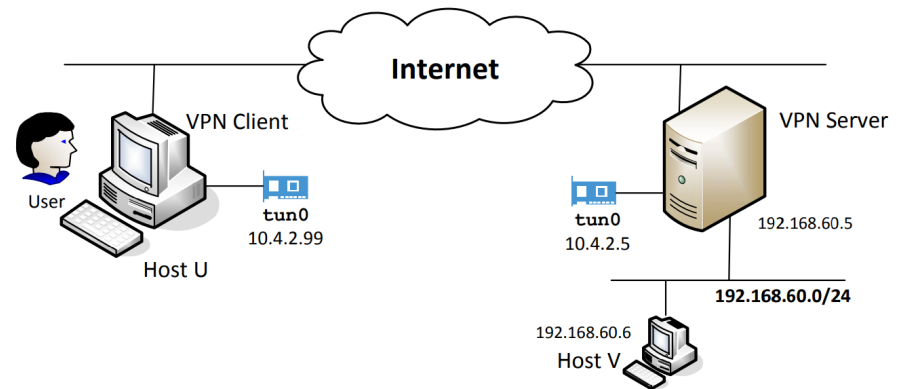 Internet
VPN Client
User
tun0
10.4.2.99
Host U
VPN Server
tun0
10.4.2.5
192.168.60.5
192.168.60.0/24
192.168.60.6
Host V